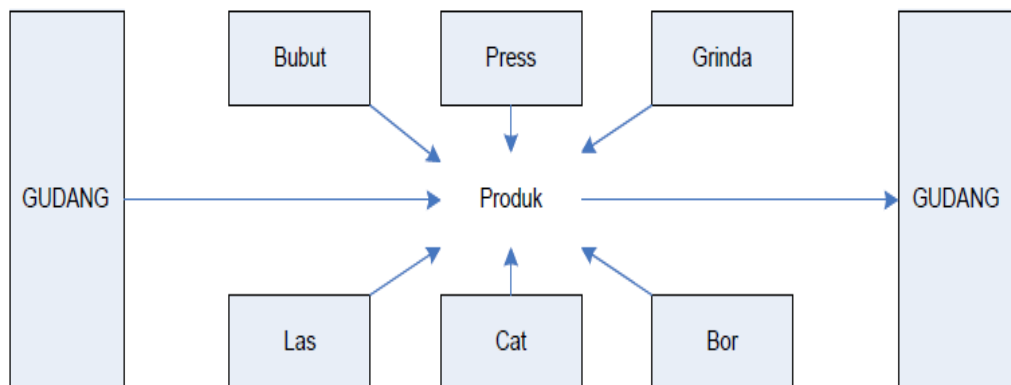 Bubut
Press
Grinda
GUDANG
Produk
GUDANG
Las
Cat
Bor